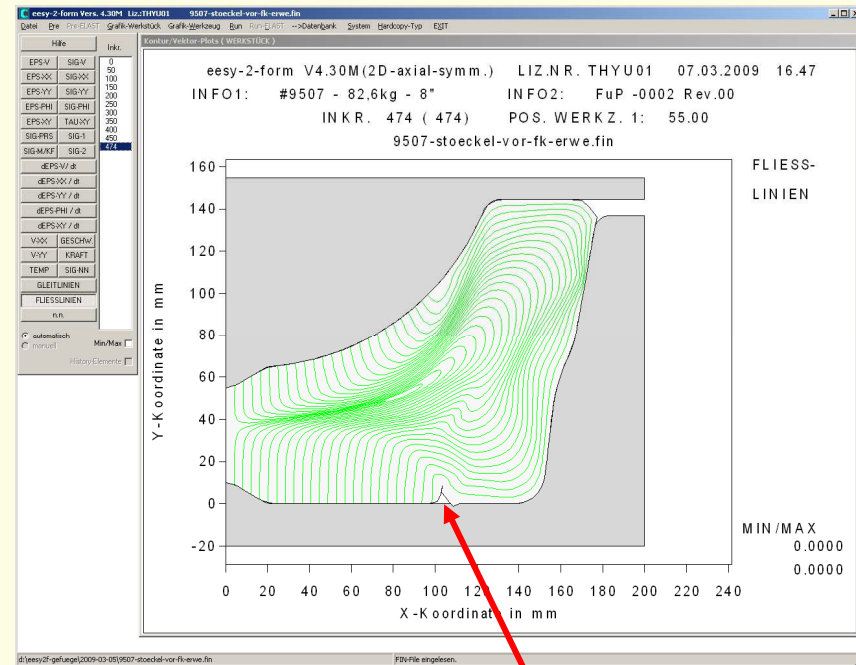 eesy-2-form Vers. 4.30M Liz.:THYU01 9507-stoeckel-vor-fk-erwe.fin
Datei Pre Pre-ELAST Grafik-Werkstück Grafik-Werkzeug Run Run-ELAST -->Datenbank System Hardcopy-Typ EXIT
Hilfe
Inkr.
EPS-V SIG-V
EPS-XX SIG-XX
EPS-YY SIG-YY
EPS-PHI SIG-PHI
EPS-XY TAU-XY
SIG-PRS SIG-1
SIG-M/KF SIG-2
dEPS-V/ dt
dEPS-XX / dt
dEPS-YY / dt
dEPS-PHI / dt
dEPS-XY / dt
V-XX GESCHW.
V-YY KRAFT
TEMP SIG-NN
GLEITLINIEN
FLIESSLINIEN
n.n.
automatisch
manuell
Min/Max
History-Elemente
0
50
100
150
200
250
300
350
400
450
474
Kontur/Vektor-Plots ( WERKSTÜCK )
eesy-2-form V4.30M(2D-axial-symm.) LIZ.NR. THYU01 07.03.2009 16.47
INFO1: #9507 - 82,6kg - 8" INFO2: FuP -0002 Rev.00
INKR. 474 ( 474) POS. WERKZ. 1: 55.00
9507-stoeckel-vor-fk-erwe.fin
FLIESS-
LINIEN
160
140
120
100
80
60
40
20
0
-20
Y-Koordinate in mm
0 20 40 60 80 100 120 140 160 180 200 220 240
X-Koordinate in mm
MIN/MAX
0.0000
0.0000
d:\eesy2f-gefuege\2009-03-05\9507-stoeckel-vor-fk-erwe.fin
FIN-File eingelesen.